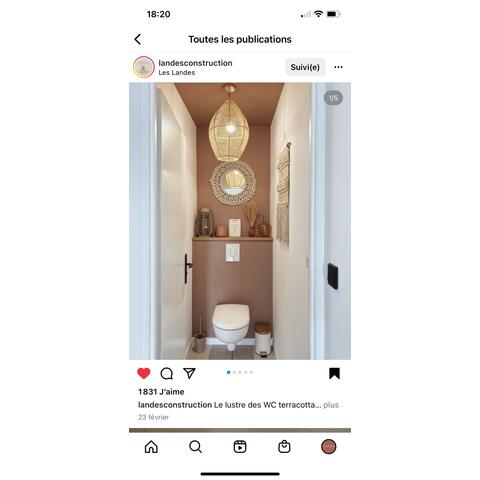 18:20
Toutes les publications
landesconstruction
Les Landes
Suivi(e)
1/5
1831 J'aime
landesconstruction Le lustre des WC terracotta... plus
23 février